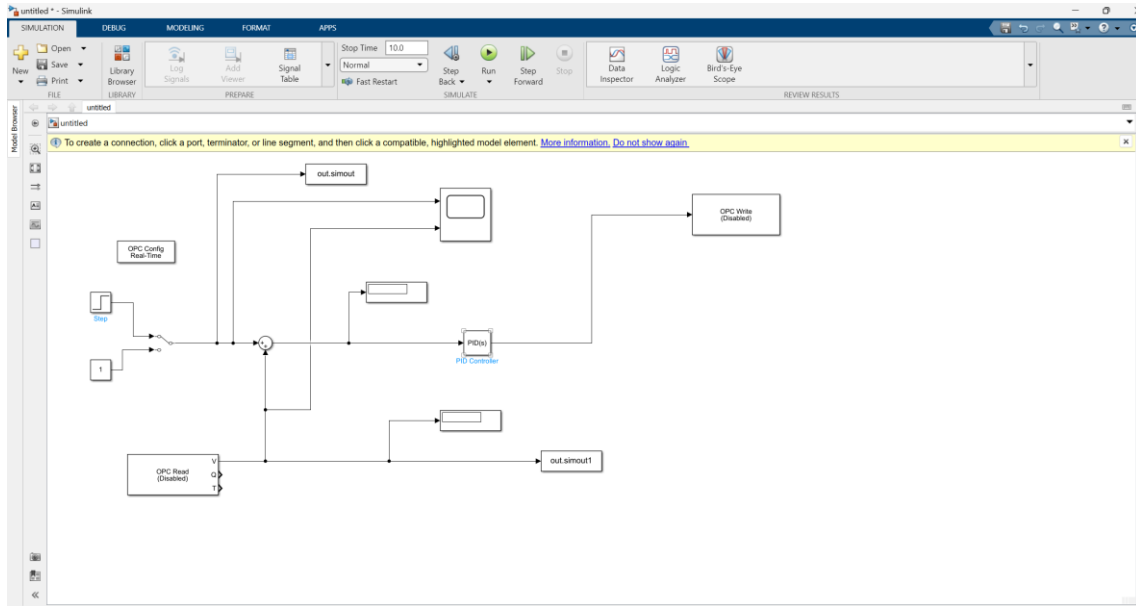 untitled * - Simulink
SIMULATION DEBUG MODELING FORMAT APPS
New
Open
Save
Print
FILE
Library Browser
LIBRARY
Log Signals
Add Viewer
Signal Table
PREPARE
Stop Time 10.0
Normal
Fast Restart
Step Back
Run
Step Forward
Stop
SIMULATE
Data Inspector
Logic Analyzer
Bird's-Eye Scope
REVIEW RESULTS
Model Browser
untitled
untitled
To create a connection, click a port, terminator, or line segment, and then click a compatible, highlighted model element. More information. Do not show again
out.simout
OPC Write
(Disabled)
OPC Config
Real-Time
Step
1
PID(s)
PID Controller
OPC Read
(Disabled)
V
Q
T
out.simout1